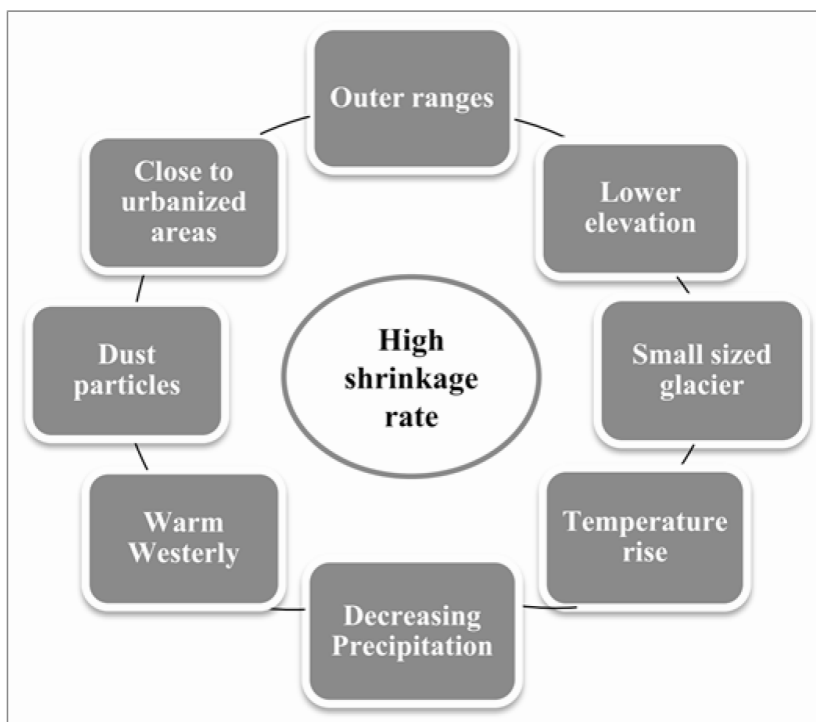 Outer ranges
Lower
elevation
Small sized
glacier
Temperature
rise
Decreasing
Precipitation
Warm
Westerly
Dust
particles
Close to
urbanized
areas
High
shrinkage
rate